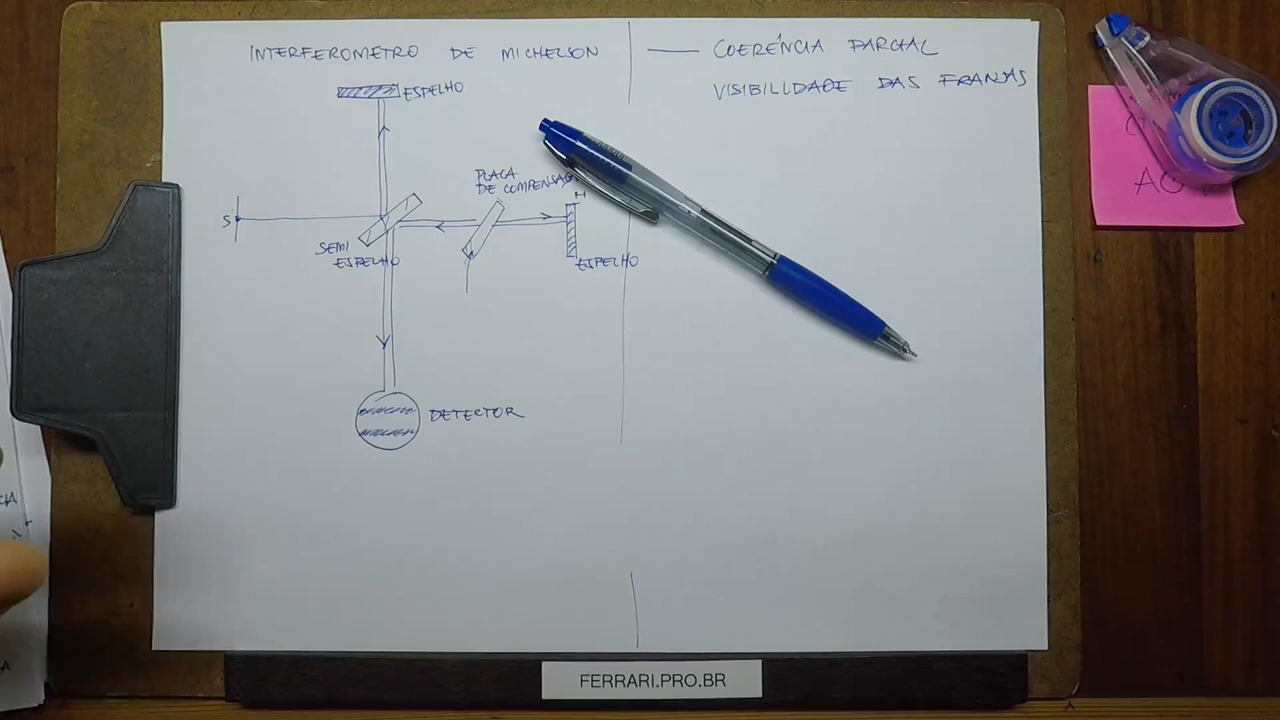 INTERFEROMETRO DE MICHELSON
COERÊNCIA PARCIAL
VISIBILIDADE DAS FRANJAS
ESPELHO
PLACA
DE COMPENSAÇ
S
SEMI
ESPELHO
ESPELHO
DETECTOR
FERRARI.PRO.BR